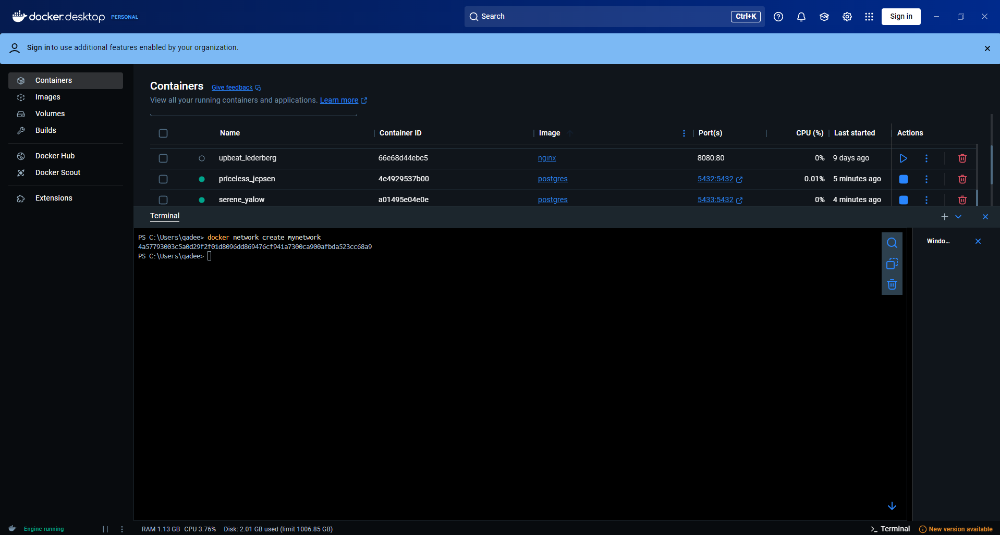 docker.desktop PERSONAL
Search Ctrl+K
Sign in
Sign in to use additional features enabled by your organization.
Containers
Images
Volumes
Builds
Docker Hub
Docker Scout
Extensions
Containers Give feedback
View all your running containers and applications. Learn more
Name Container ID Image Port(s) CPU (%) Last started Actions
upbeat_lederberg 66e68d44ebc5 nginx 8080:80 0% 9 days ago
priceless_jepsen 4e4929537b00 postgres 5432:5432 0.01% 5 minutes ago
serene_yalow a01495e04e0e postgres 5433:5432 0% 4 minutes ago
Terminal
PS C:\Users\qadee> docker network create mynetwork
4a57793003c5a0d29f2f01d8096dd869476cf941a7300ca900afbda523cc68a9
PS C:\Users\qadee>
Windo...
Engine running RAM 1.13 GB CPU 3.76% Disk: 2.01 GB used (limit 1006.85 GB) >_ Terminal New version available